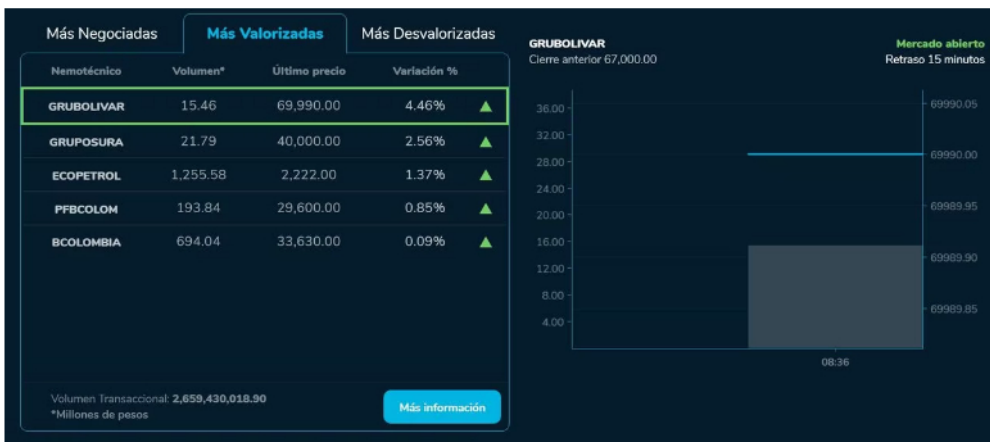 Más Negociadas Más Valorizadas Más Desvalorizadas
Nemotécnico Volumen* Último precio Variación %
GRUBOLIVAR 15.46 69,990.00 4.46%
GRUPOSURA 21.79 40,000.00 2.56%
ECOPETROL 1,255.58 2,222.00 1.37%
PFBCOLOM 193.84 29,600.00 0.85%
BCOLOMBIA 694.04 33,630.00 0.09%
Volumen Transaccional: 2,659,430,018.90
*Millones de pesos
Más información
GRUBOLIVAR
Cierre anterior 67,000.00
Mercado abierto
Retraso 15 minutos
36.00
32.00
28.00
24.00
20.00
16.00
12.00
8.00
4.00
69990.05
69990.00
69989.95
69989.90
69989.85
08:36